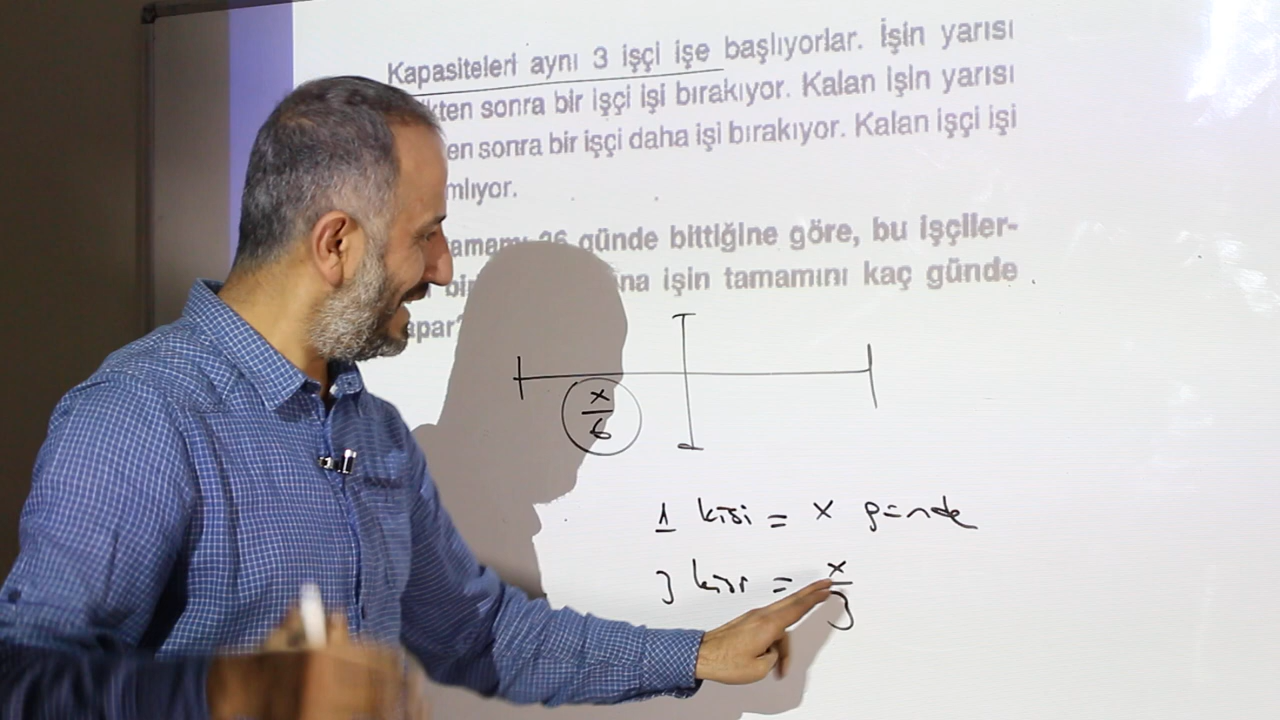 Kapasiteleri aynı 3 işçi işe başlıyorlar. İşin yarısı
sonra bir işçi işi bırakıyor. Kalan işin yarısı
sonra bir işçi daha işi bırakıyor. Kalan işçi işi
mlıyor.
günde bittiğine göre, bu işçiler-
işin tamamını kaç günde
apar?
x
6
1 kişi = x günde
3 kişi = x
3